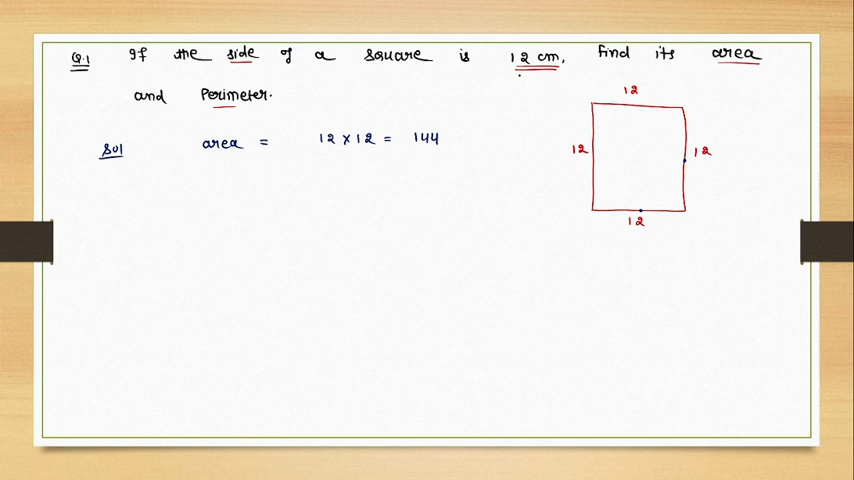 Q.1 If the side of a square is 12 cm, find its area
and Perimeter.
12
Sol area = 12 × 12 = 144
12
12
12